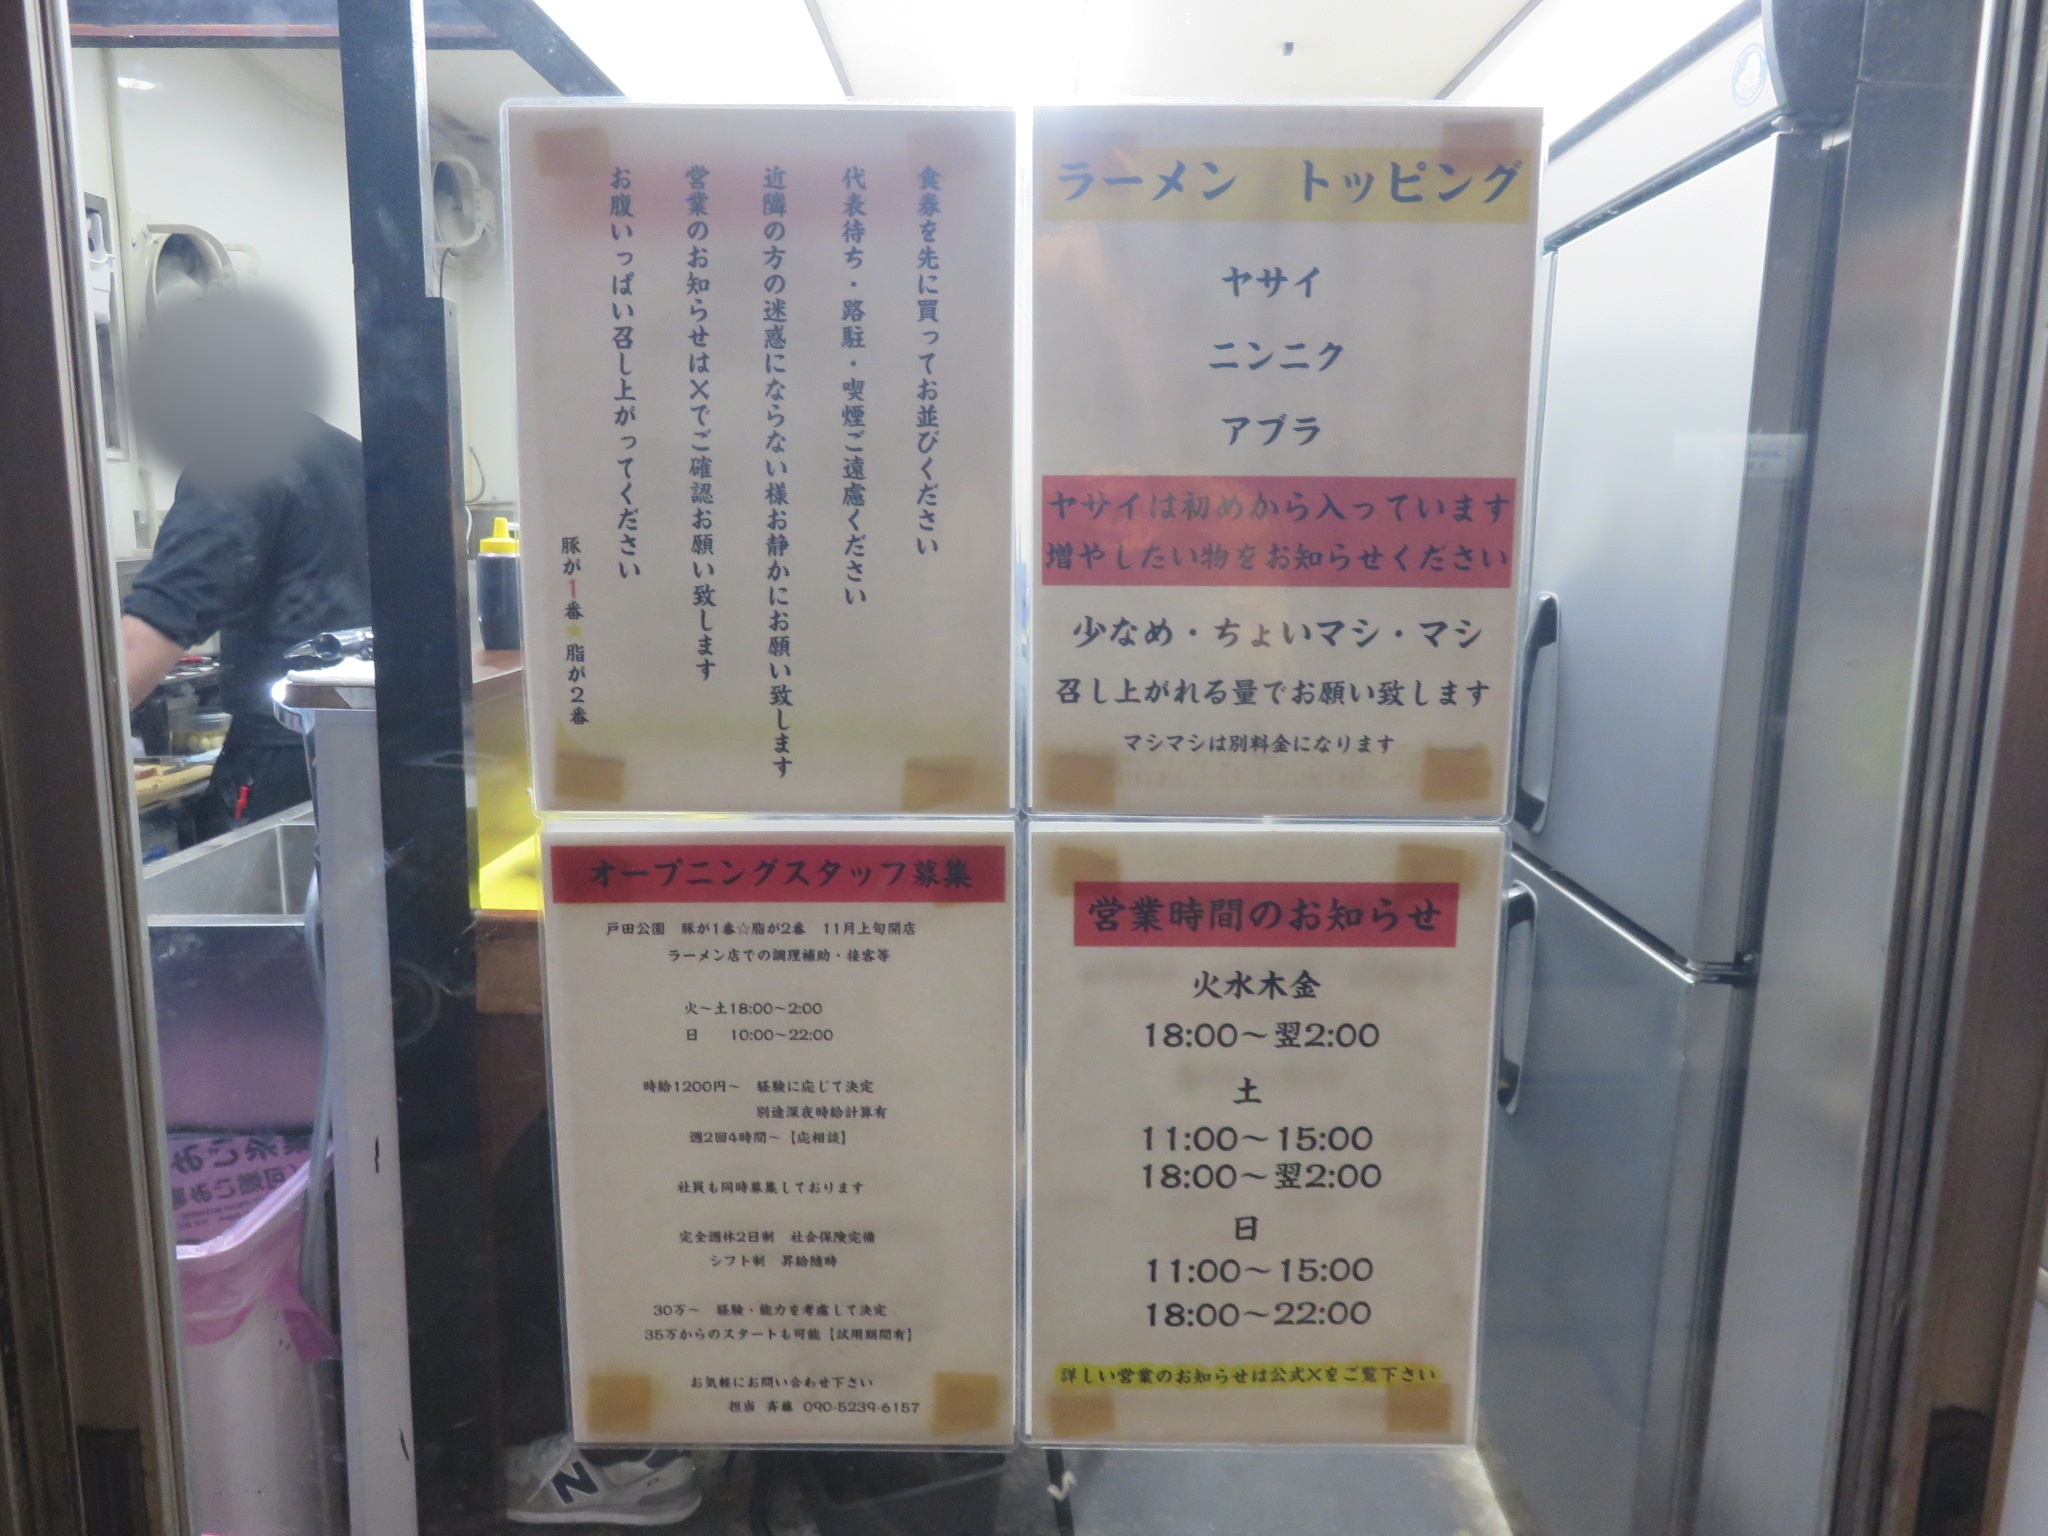 食券を先に買ってお並びください
代表待ち・路駐・喫煙ご遠慮ください
近隣の方の迷惑にならない様お静かにお願い致します
営業のお知らせはXでご確認お願い致します
お腹いっぱい召し上がってください
豚が1番★脂が2番
ラーメン トッピング
ヤサイ
ニンニク
アブラ
ヤサイは初めから入っています
増やしたい物をお知らせください
少なめ・ちょいマシ・マシ
召し上がれる量でお願い致します
マシマシは別料金になります
オープニングスタッフ募集
戸田公園 豚が1番☆脂が2番 11月上旬開店
ラーメン店での調理補助・接客等
火～土18:00～2:00
日 10:00～22:00
時給1200円～ 経験に応じて決定
別途深夜時給計算有
週2回4時間～【応相談】
社員も同時募集しております
完全週休2日制 社会保険完備
シフト制 昇給随時
30万～ 経験・能力を考慮して決定
35万からのスタートも可能【試用期間有】
お気軽にお問い合わせ下さい
担当 斉藤 090-5239-6157
営業時間のお知らせ
火水木金
18:00～翌2:00
土
11:00～15:00
18:00～翌2:00
日
11:00～15:00
18:00～22:00
詳しい営業のお知らせは公式Xをご覧下さい
N